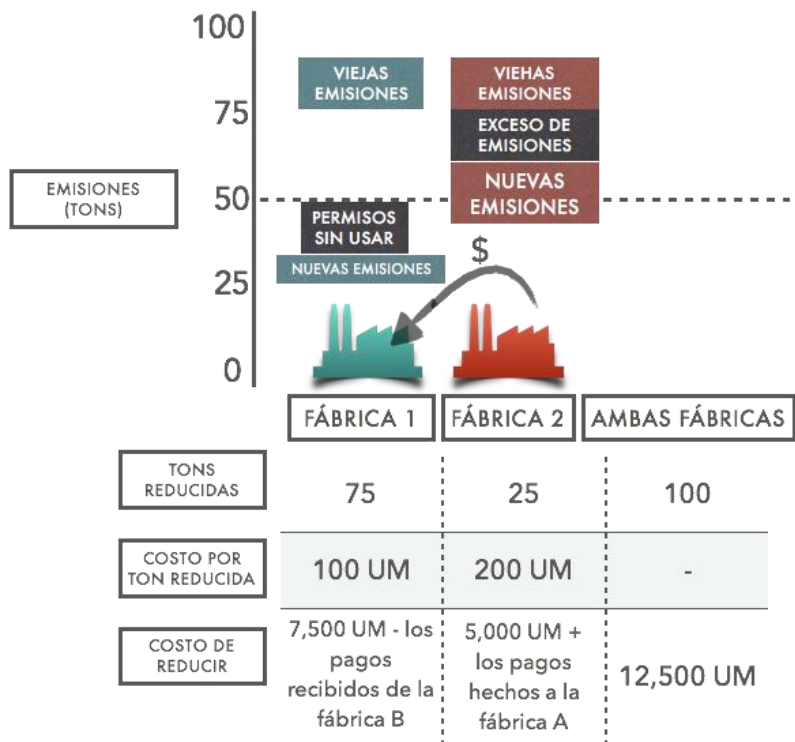 100
75
50
25
0
EMISIONES
(TONS)
VIEJAS
EMISIONES
PERMISOS
SIN USAR
NUEVAS EMISIONES
VIEHAS
EMISIONES
EXCESO DE
EMISIONES
NUEVAS
EMISIONES
$
FÁBRICA 1
FÁBRICA 2
AMBAS FÁBRICAS
TONS
REDUCIDAS
75
25
100
COSTO POR
TON REDUCIDA
100 UM
200 UM
-
COSTO DE
REDUCIR
7,500 UM - los
pagos
recibidos de la
fábrica B
5,000 UM +
los pagos
hechos a la
fábrica A
12,500 UM